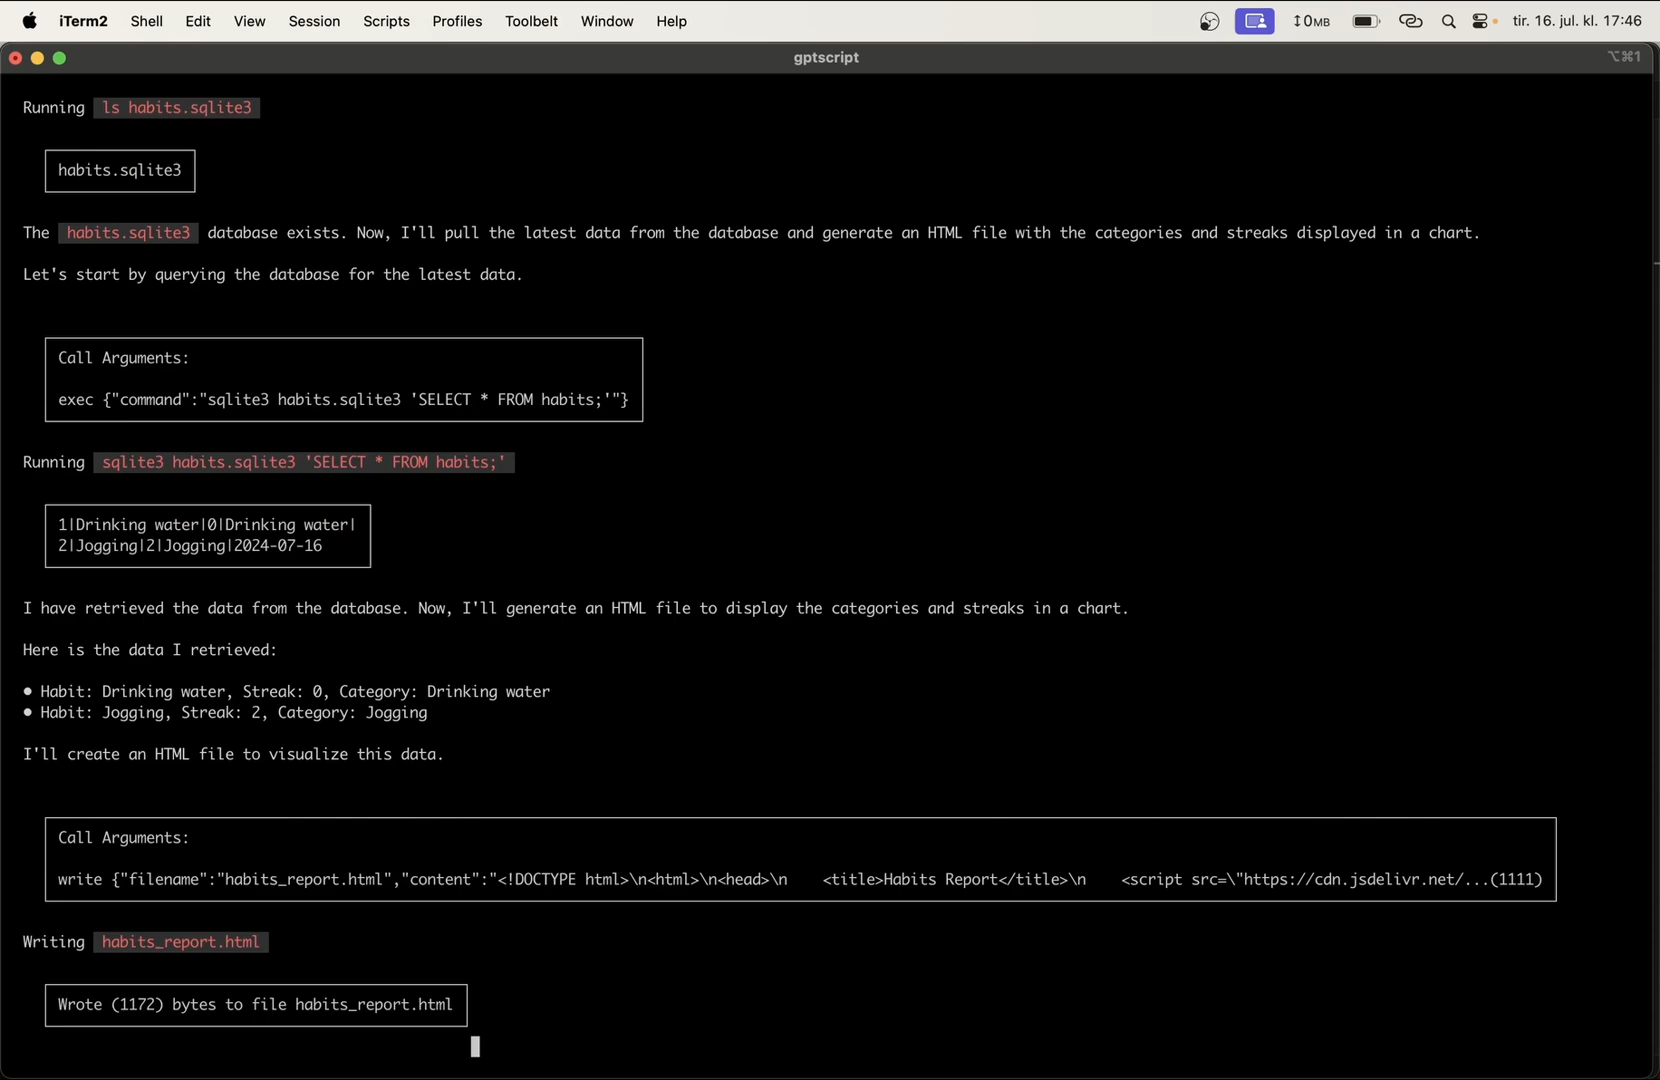 iTerm2 Shell Edit View Session Scripts Profiles Toolbelt Window Help 0MB tir. 16. jul. kl. 17:46
gptscript ⌥⌘1
Running ls habits.sqlite3
habits.sqlite3
The habits.sqlite3 database exists. Now, I'll pull the latest data from the database and generate an HTML file with the categories and streaks displayed in a chart.
Let's start by querying the database for the latest data.
Call Arguments:
exec {"command":"sqlite3 habits.sqlite3 'SELECT * FROM habits;'"}
Running sqlite3 habits.sqlite3 'SELECT * FROM habits;'
1|Drinking water|0|Drinking water|
2|Jogging|2|Jogging|2024-07-16
I have retrieved the data from the database. Now, I'll generate an HTML file to display the categories and streaks in a chart.
Here is the data I retrieved:
● Habit: Drinking water, Streak: 0, Category: Drinking water
● Habit: Jogging, Streak: 2, Category: Jogging
I'll create an HTML file to visualize this data.
Call Arguments:
write {"filename":"habits_report.html","content":"<!DOCTYPE html>\n<html>\n<head>\n    <title>Habits Report</title>\n    <script src=\"https://cdn.jsdelivr.net/...(1111)
Writing habits_report.html
Wrote (1172) bytes to file habits_report.html